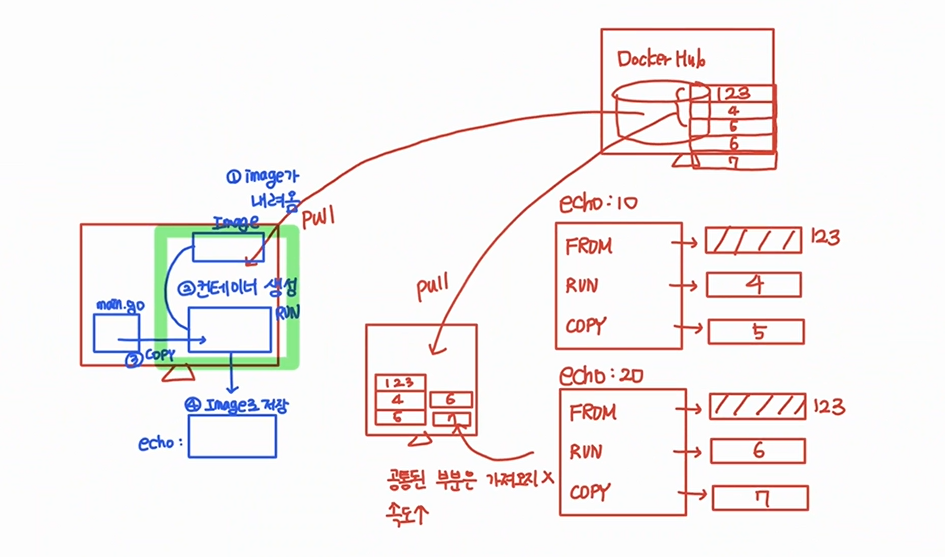 Docker Hub
123
4
5
6
7
① image가
내려옴
Image
PUll
② 컨테이너 생성
RUN
main.go
③ COPY
④ Image로 저장
echo:
pull
123
4
5
6
7
공통된 부분은 가져오지 X
속도↑
echo:10
FROM
123
RUN
4
COPY
5
echo:20
FROM
123
RUN
6
COPY
7